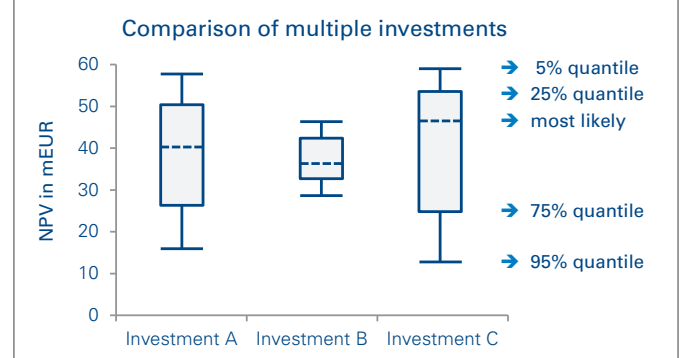 Comparison of multiple investments
NPV in mEUR
60
50
40
30
20
10
0
Investment A
Investment B
Investment C
→ 5% quantile
→ 25% quantile
→ most likely
→ 75% quantile
→ 95% quantile